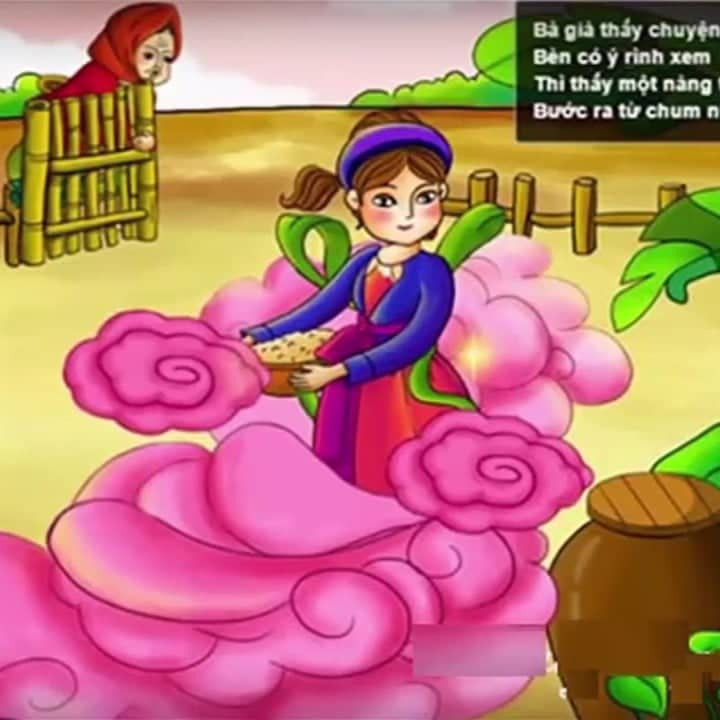 Bà già thấy chuyện
Bèn có ý rình xem
Thì thấy một nàng
Bước ra từ chum